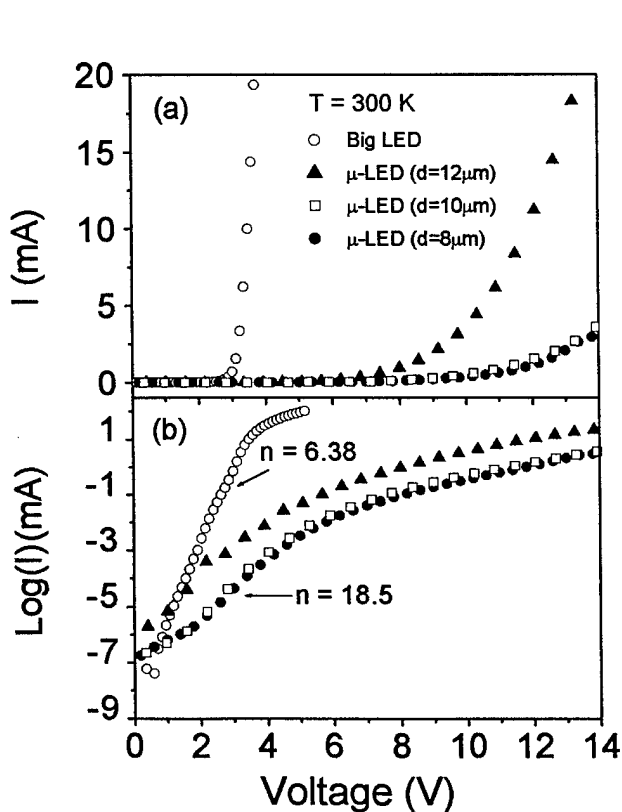 20
(a)
T = 300 K
Big LED
15
μ-LED (d=12μm)
μ-LED (d=10μm)
10
μ-LED (d=8μm)
I (mA)
5
0
1
(b)
n = 6.38
-1
-3
Log(I)(mA)
-5
n = 18.5
-7
-9
0 2 4 6 8 10 12 14
Voltage (V)